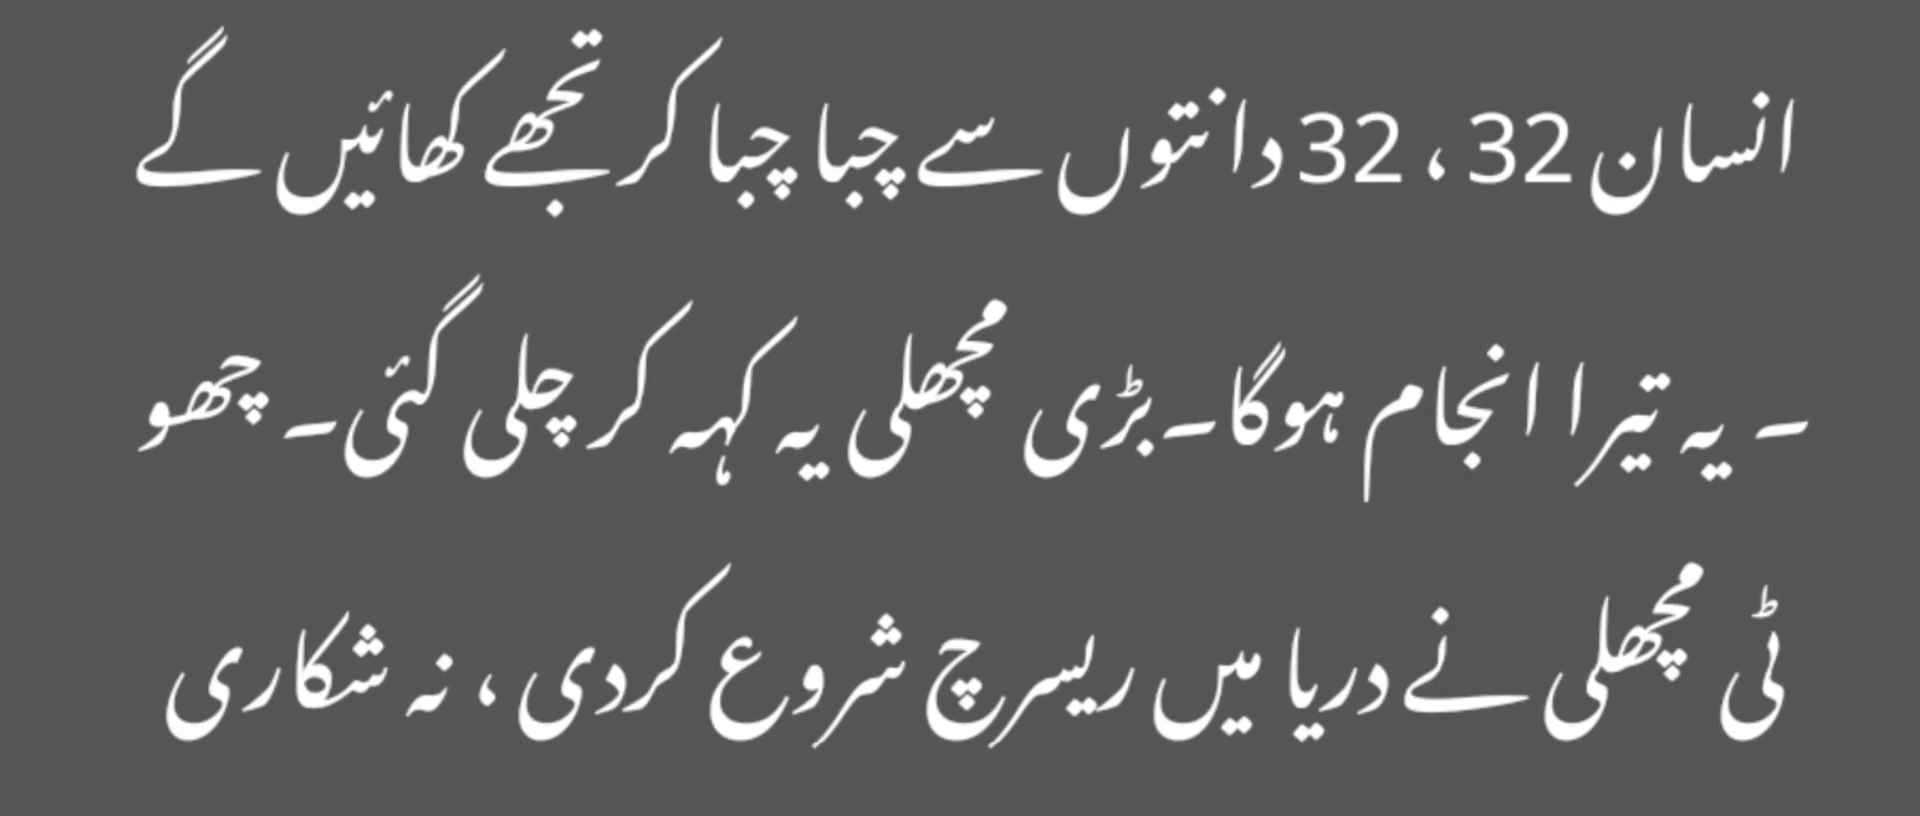 انسان 32 ، 32 دانتوں سے چبا چبا کر تجھے کھائیں گے
۔ یہ تیرا انجام ہوگا۔ بڑی مچھلی یہ کہہ کر چلی گئی۔ چھو
ٹی مچھلی نے دریا میں ریسرچ شروع کردی ، نہ شکاری